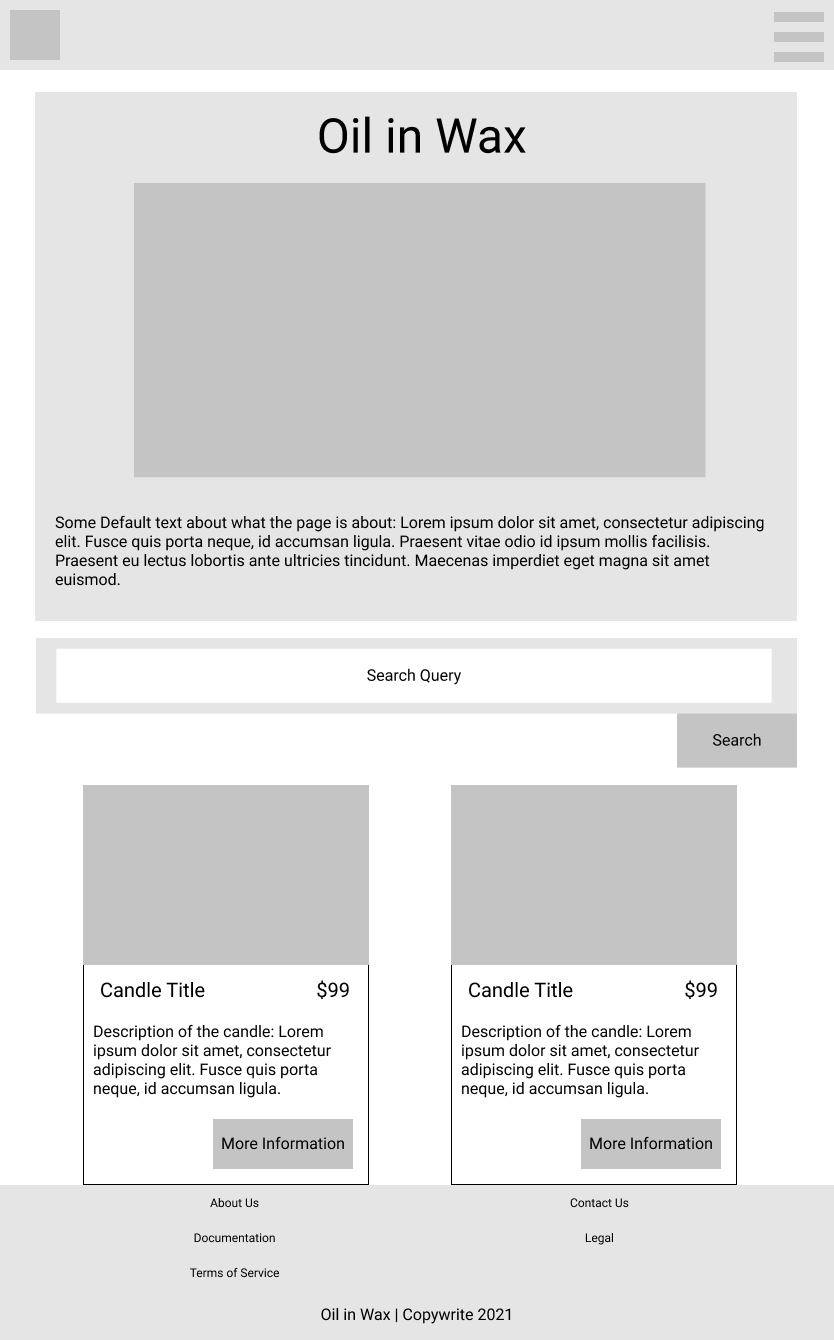 Oil in Wax
Some Default text about what the page is about: Lorem ipsum dolor sit amet, consectetur adipiscing
elit. Fusce quis porta neque, id accumsan ligula. Praesent vitae odio id ipsum mollis facilisis.
Praesent eu lectus lobortis ante ultricies tincidunt. Maecenas imperdiet eget magna sit amet
euismod.
Search Query
Search
Candle Title $99
Description of the candle: Lorem
ipsum dolor sit amet, consectetur
adipiscing elit. Fusce quis porta
neque, id accumsan ligula.
More Information
Candle Title $99
Description of the candle: Lorem
ipsum dolor sit amet, consectetur
adipiscing elit. Fusce quis porta
neque, id accumsan ligula.
More Information
About Us
Documentation
Terms of Service
Contact Us
Legal
Oil in Wax | Copywrite 2021